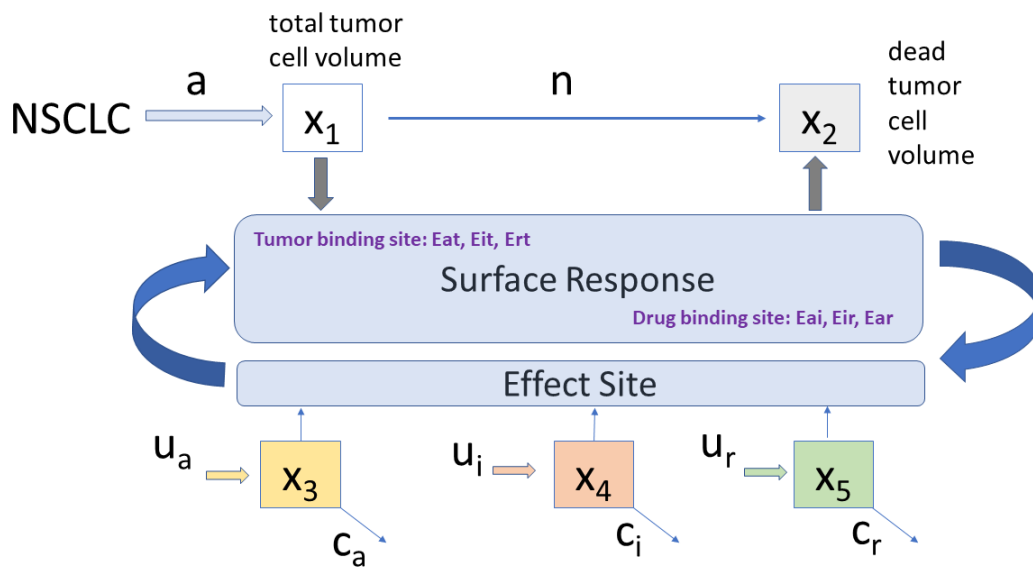 total tumor
cell volume
a
NSCLC
x1
n
x2
dead
tumor
cell
volume
Tumor binding site: Eat, Eit, Ert
Surface Response
Drug binding site: Eai, Eir, Ear
Effect Site
ua
x3
ca
ui
x4
ci
ur
x5
cr